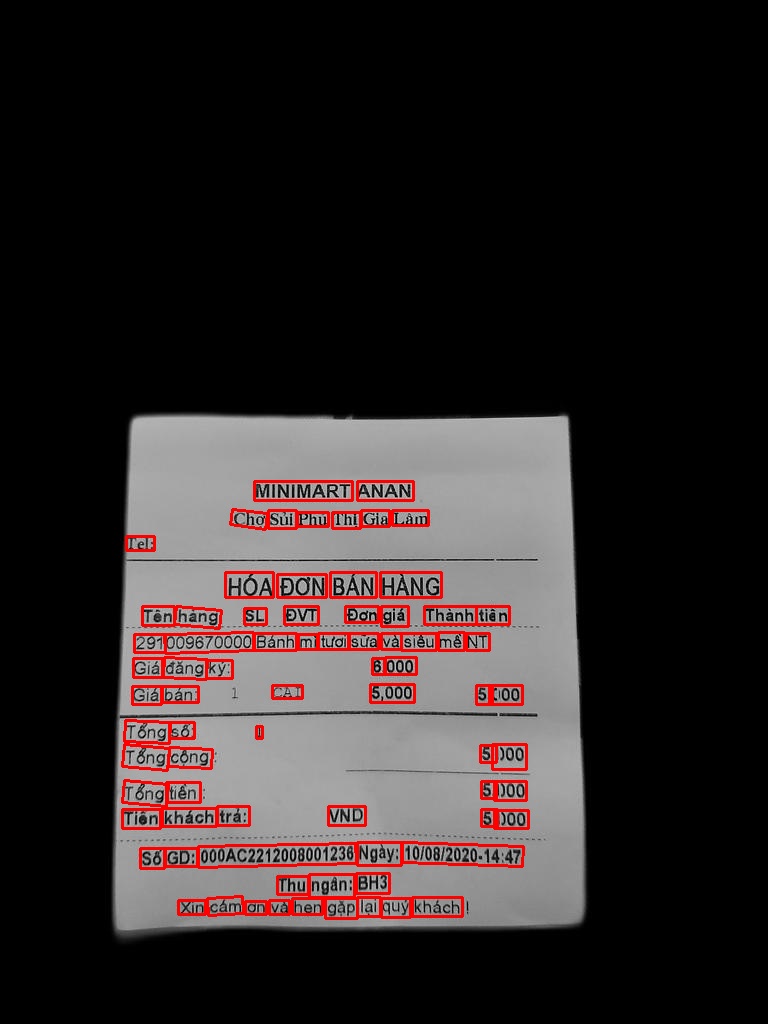 MINIMART ANAN
Chợ Sủi Phú Thị Gia Lâm
Tel:
HÓA ĐƠN BÁN HÀNG
Tên hàng SL ĐVT Đơn giá Thành tiền
291009670000 Bánh mì tươi sữa và siêu mề NT
Giá đăng ký: 6,000
Giá bán: 1 CAI 5,000 5,000
Tổng số 1
Tổng cộng: 5,000
Tổng tiền: 5,000
Tiền khách trả: VND 5,000
Số GD: 000AC2212008001236 Ngày: 10/08/2020-14:47
Thu ngân: BH3
Xin cám ơn và hẹn gặp lại quý khách !